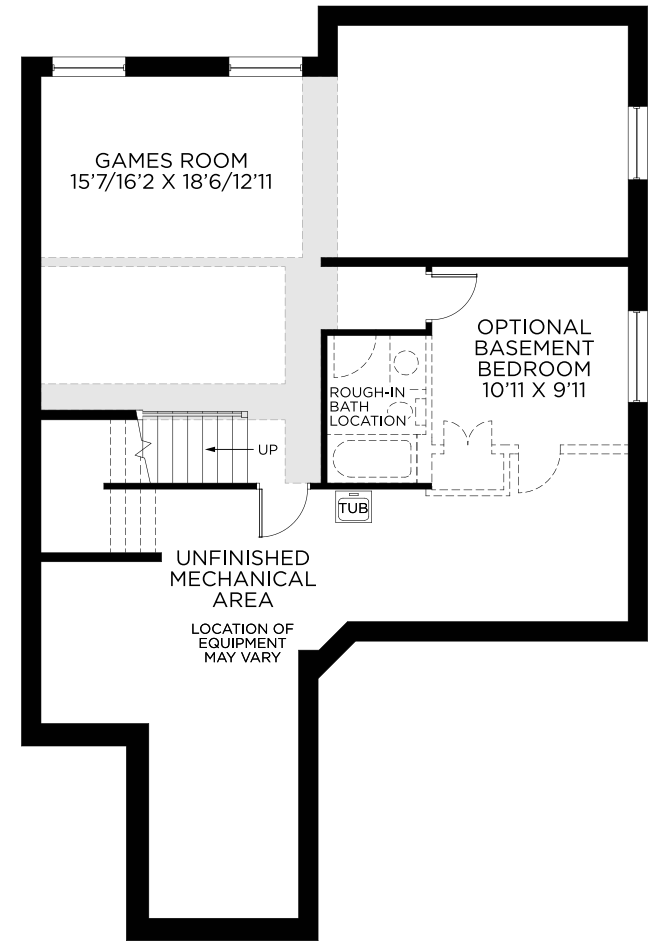 GAMES ROOM
15'7/16'2 X 18'6/12'11
OPTIONAL
BASEMENT
BEDROOM
10'11 X 9'11
ROUGH-IN
BATH
LOCATION
UP
TUB
UNFINISHED
MECHANICAL
AREA
LOCATION OF
EQUIPMENT
MAY VARY